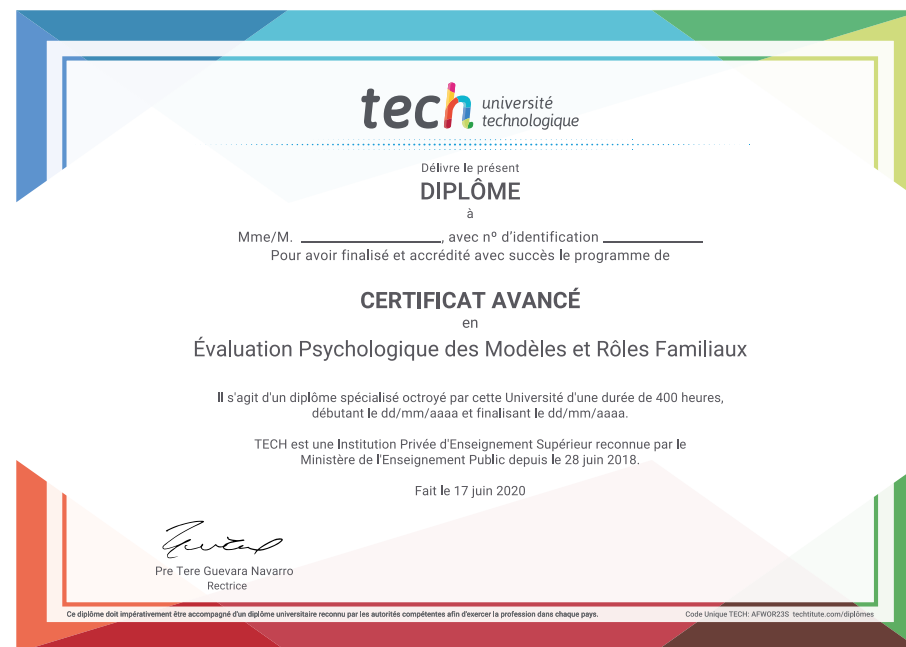 tech université
technologique
Délivre le présent
DIPLÔME
à
Mme/M. ____________________, avec nº d'identification ______________
Pour avoir finalisé et accrédité avec succès le programme de
CERTIFICAT AVANCÉ
en
Évaluation Psychologique des Modèles et Rôles Familiaux
Il s'agit d'un diplôme spécialisé octroyé par cette Université d'une durée de 400 heures,
débutant le dd/mm/aaaa et finalisant le dd/mm/aaaa.
TECH est une Institution Privée d'Enseignement Supérieur reconnue par le
Ministère de l'Enseignement Public depuis le 28 juin 2018.
Fait le 17 juin 2020
Pre Tere Guevara Navarro
Rectrice
Ce diplôme doit impérativement être accompagné d'un diplôme universitaire reconnu par les autorités compétentes afin d'exercer la profession dans chaque pays.
Code Unique TECH: AFWOR23S techtitute.com/diplômes